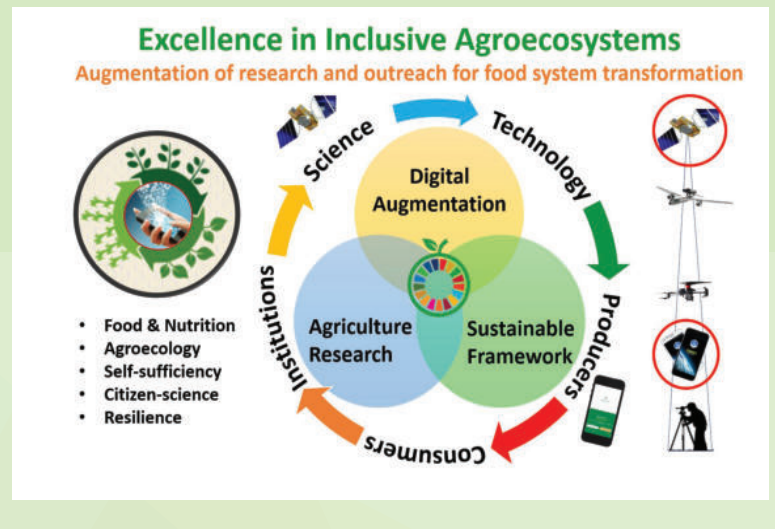 Excellence in Inclusive Agroecosystems
Augmentation of research and outreach for food system transformation
Science
Technology
Producers
Consumers
Institutions
Digital
Augmentation
Agriculture
Research
Sustainable
Framework
• Food & Nutrition
• Agroecology
• Self-sufficiency
• Citizen-science
• Resilience